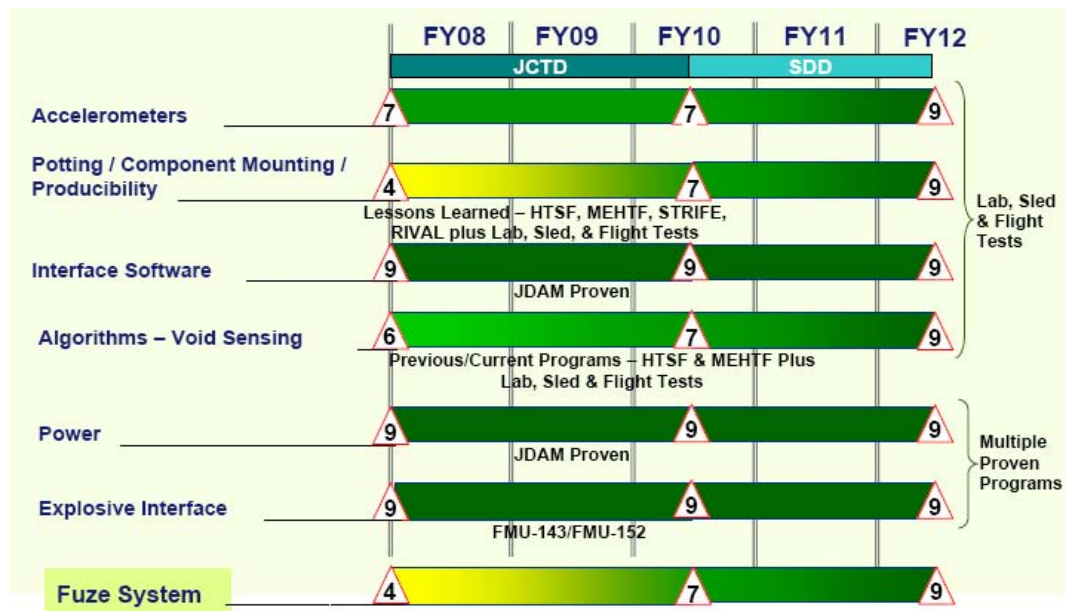 FY08 FY09 FY10 FY11 FY12
JCTD SDD
Accelerometers 7 7 9
Potting / Component Mounting /
Producibility 4 7 9
Lessons Learned – HTSF, MEHTF, STRIFE,
RIVAL plus Lab, Sled, & Flight Tests
Lab, Sled
& Flight
Tests
Interface Software 9 9 9
JDAM Proven
Algorithms – Void Sensing 6 7 9
Previous/Current Programs – HTSF & MEHTF Plus
Lab, Sled & Flight Tests
Power 9 9 9
JDAM Proven
Multiple
Proven
Programs
Explosive Interface 9 9 9
FMU-143/FMU-152
Fuze System 4 7 9